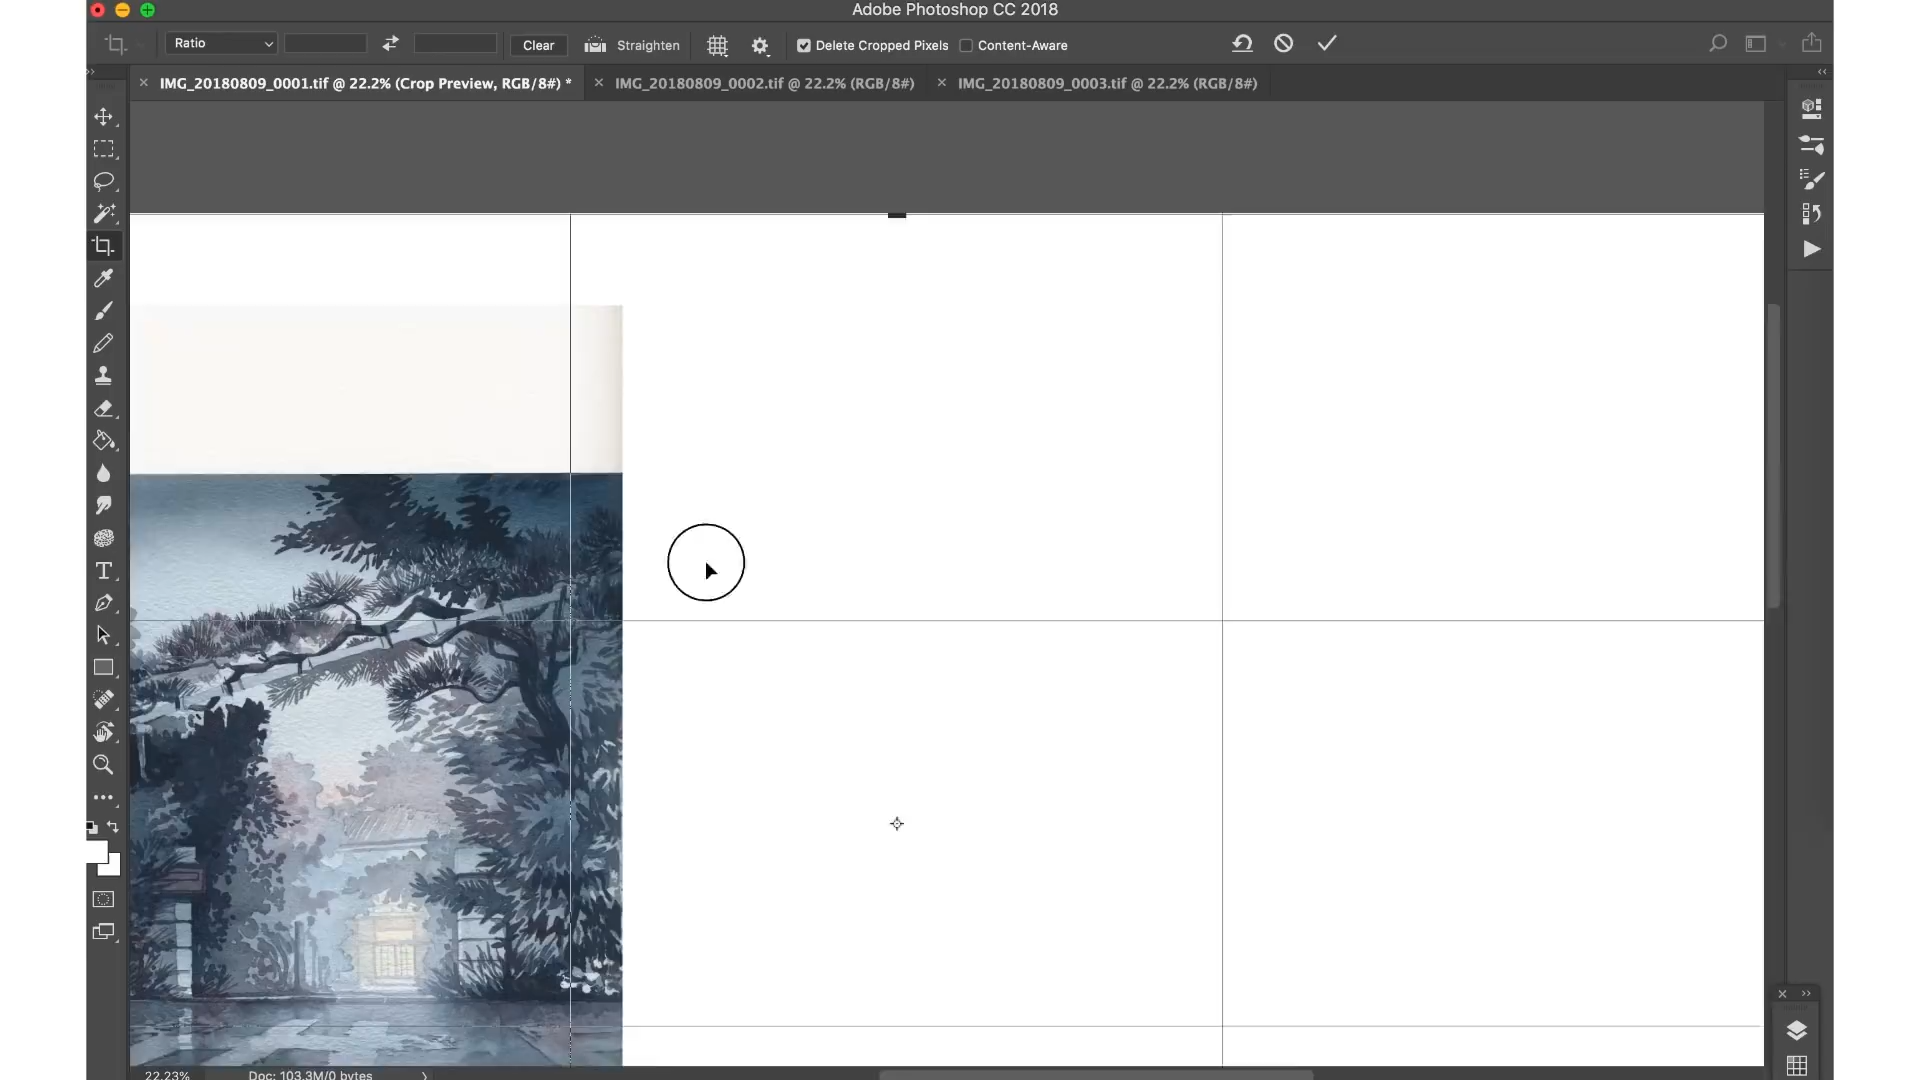 Adobe Photoshop CC 2018
Ratio Clear Straighten Delete Cropped Pixels Content-Aware
IMG_20180809_0001.tif @ 22.2% (Crop Preview, RGB/8#) * IMG_20180809_0002.tif @ 22.2% (RGB/8#) IMG_20180809_0003.tif @ 22.2% (RGB/8#)
22.23% Doc: 103.3M/0 bytes